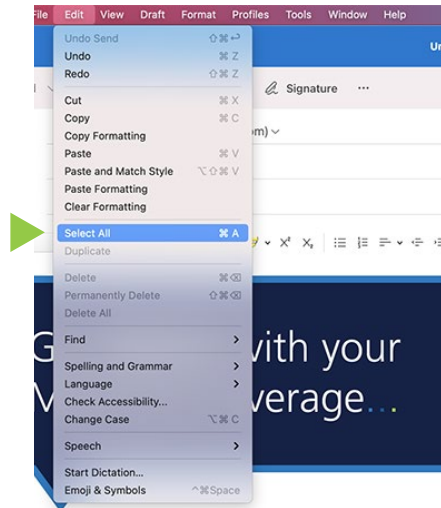 File Edit View Draft Format Profiles Tools Window Help
Undo Send ⇧⌘↩
Undo ⌘Z
Redo ⇧⌘Z
Signature ...
Cut ⌘X
Copy ⌘C
Copy Formatting
Paste ⌘V
Paste and Match Style ⌥⇧⌘V
Paste Formatting
Clear Formatting
Select All ⌘A
X² X₂
Duplicate
Delete ⌘⌫
Permanently Delete ⇧⌘⌫
Delete All
Find
with your
Spelling and Grammar
Language
Check Accessibility...
Change Case ⌥⌘C
Speech
Start Dictation...
Emoji & Symbols ^⌘Space